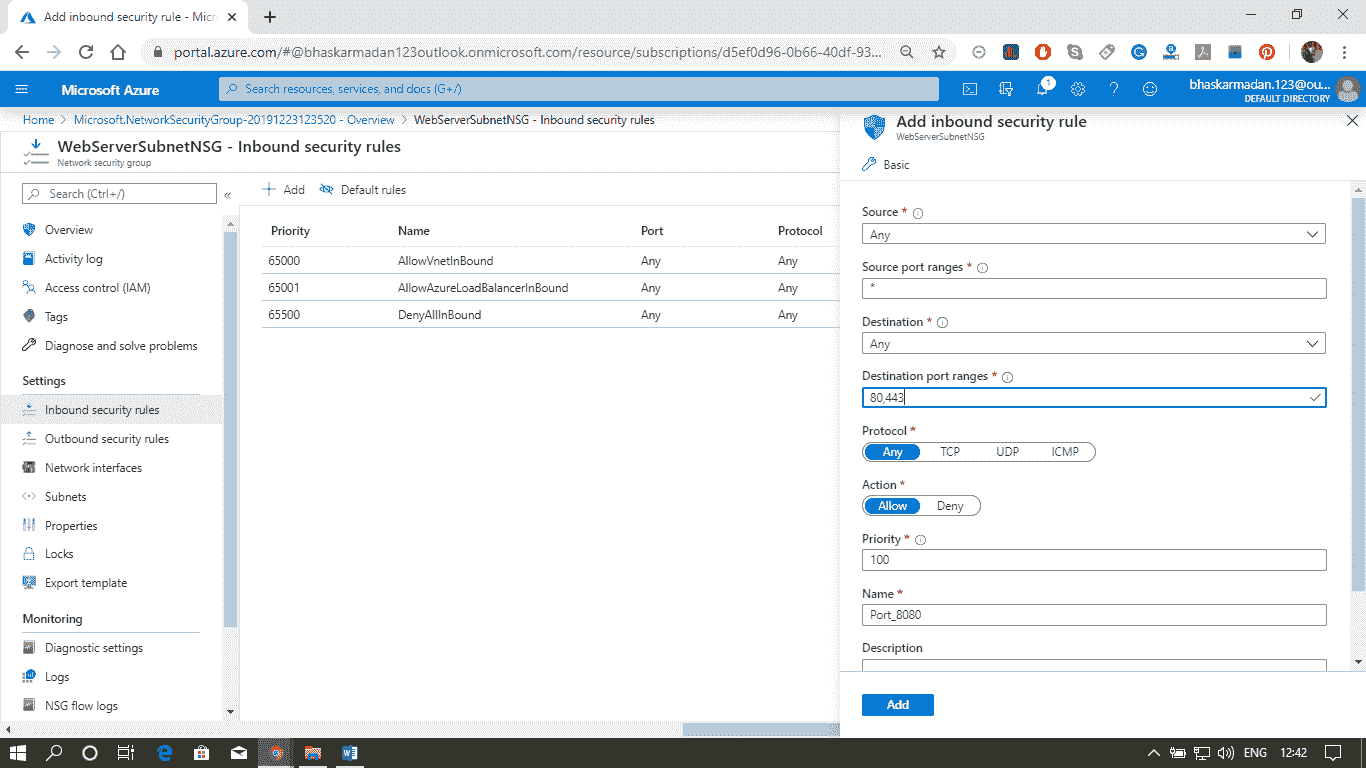 Add inbound security rule - Micro
portal.azure.com/#@bhaskarmadan123outlook.onmicrosoft.com/resource/subscriptions/d5ef0d96-0b66-40df-93...
Microsoft Azure
Search resources, services, and docs (G+/)
1
bhaskarmadan.123@ou...
DEFAULT DIRECTORY
Home > Microsoft.NetworkSecurityGroup-20191223123520 - Overview > WebServerSubnetNSG - Inbound security rules
WebServerSubnetNSG - Inbound security rules
Network security group
Search (Ctrl+/)
«
Overview
Activity log
Access control (IAM)
Tags
Diagnose and solve problems
Settings
Inbound security rules
Outbound security rules
Network interfaces
Subnets
Properties
Locks
Export template
Monitoring
Diagnostic settings
Logs
NSG flow logs
Add Default rules
Priority Name Port Protocol
65000 AllowVnetInBound Any Any
65001 AllowAzureLoadBalancerInBound Any Any
65500 DenyAllInBound Any Any
Add inbound security rule
WebServerSubnetNSG
Basic
Source *
Any
Source port ranges *
*
Destination *
Any
Destination port ranges *
80,443
Protocol *
Any TCP UDP ICMP
Action *
Allow Deny
Priority *
100
Name *
Port_8080
Description
Add
ENG 12:42